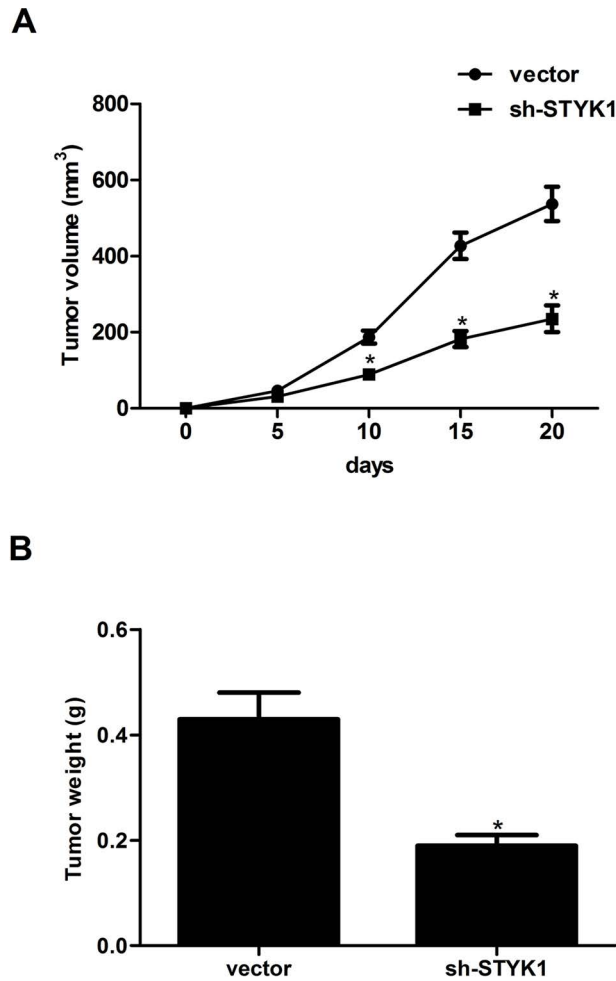 A
vector
sh-STYK1
800
600
400
200
0
Tumor volume (mm³)
*
*
*
0 5 10 15 20
days
B
0.6
0.4
0.2
0.0
Tumor weight (g)
*
vector sh-STYK1